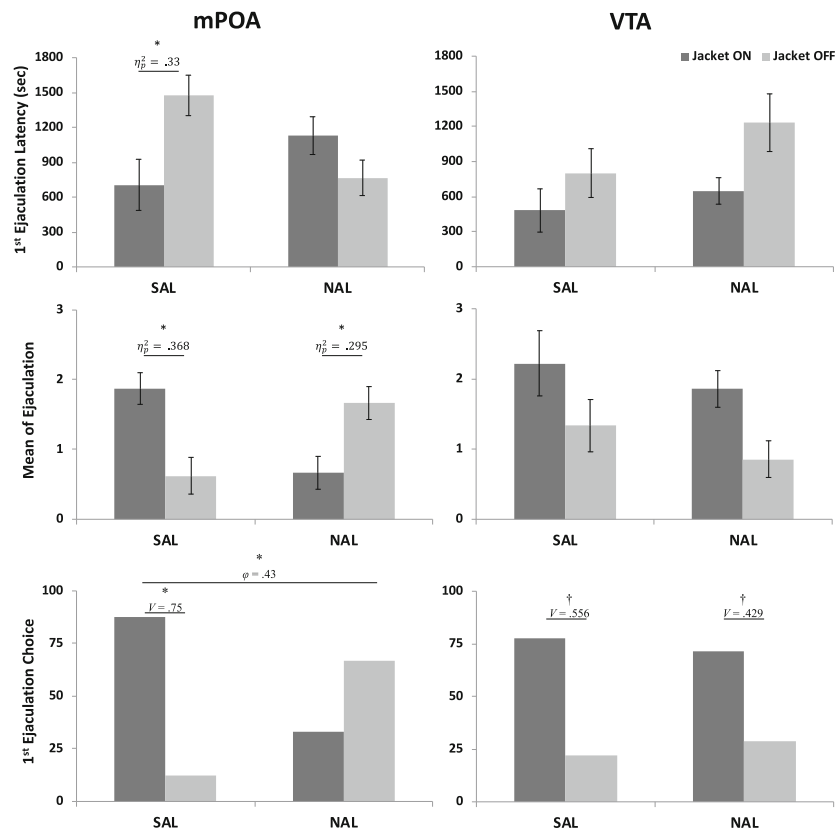 mPOA
VTA
Jacket ON
Jacket OFF
1st Ejaculation Latency (sec)
1800
1500
1200
900
600
300
0
*
η²p = .33
SAL
NAL
1800
1500
1200
900
600
300
0
SAL
NAL
Mean of Ejaculation
3
2
1
0
*
η²p = .368
*
η²p = .295
SAL
NAL
3
2
1
0
SAL
NAL
1st Ejaculation Choice
100
75
50
25
0
*
φ = .43
*
V = .75
SAL
NAL
100
75
50
25
0
†
V = .556
†
V = .429
SAL
NAL